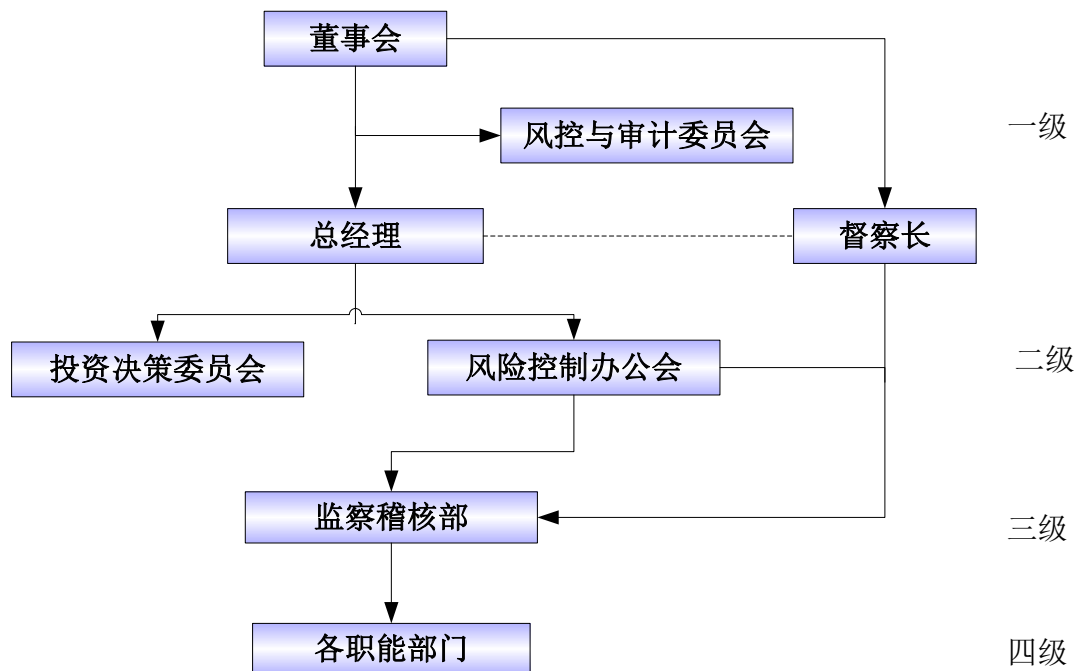 董事会
风控与审计委员会
一级
总经理
督察长
投资决策委员会
风险控制办公会
二级
监察稽核部
三级
各职能部门
四级